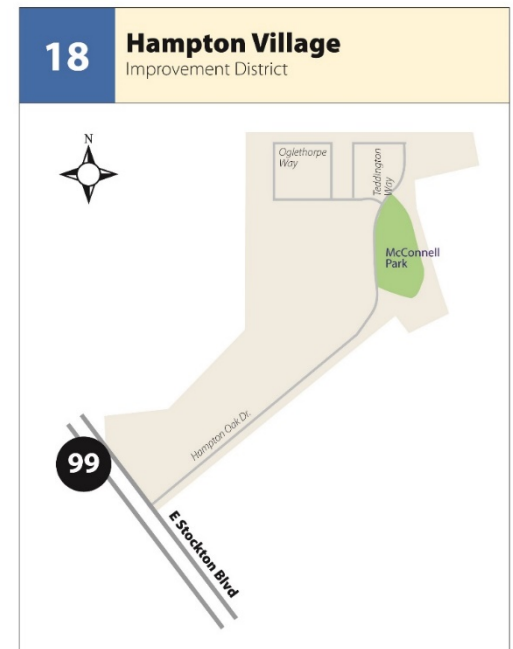 18
Hampton Village
Improvement District
N
Oglethorpe
Way
Teddington
Way
McConnell
Park
Hampton Oak Dr.
99
E Stockton Blvd